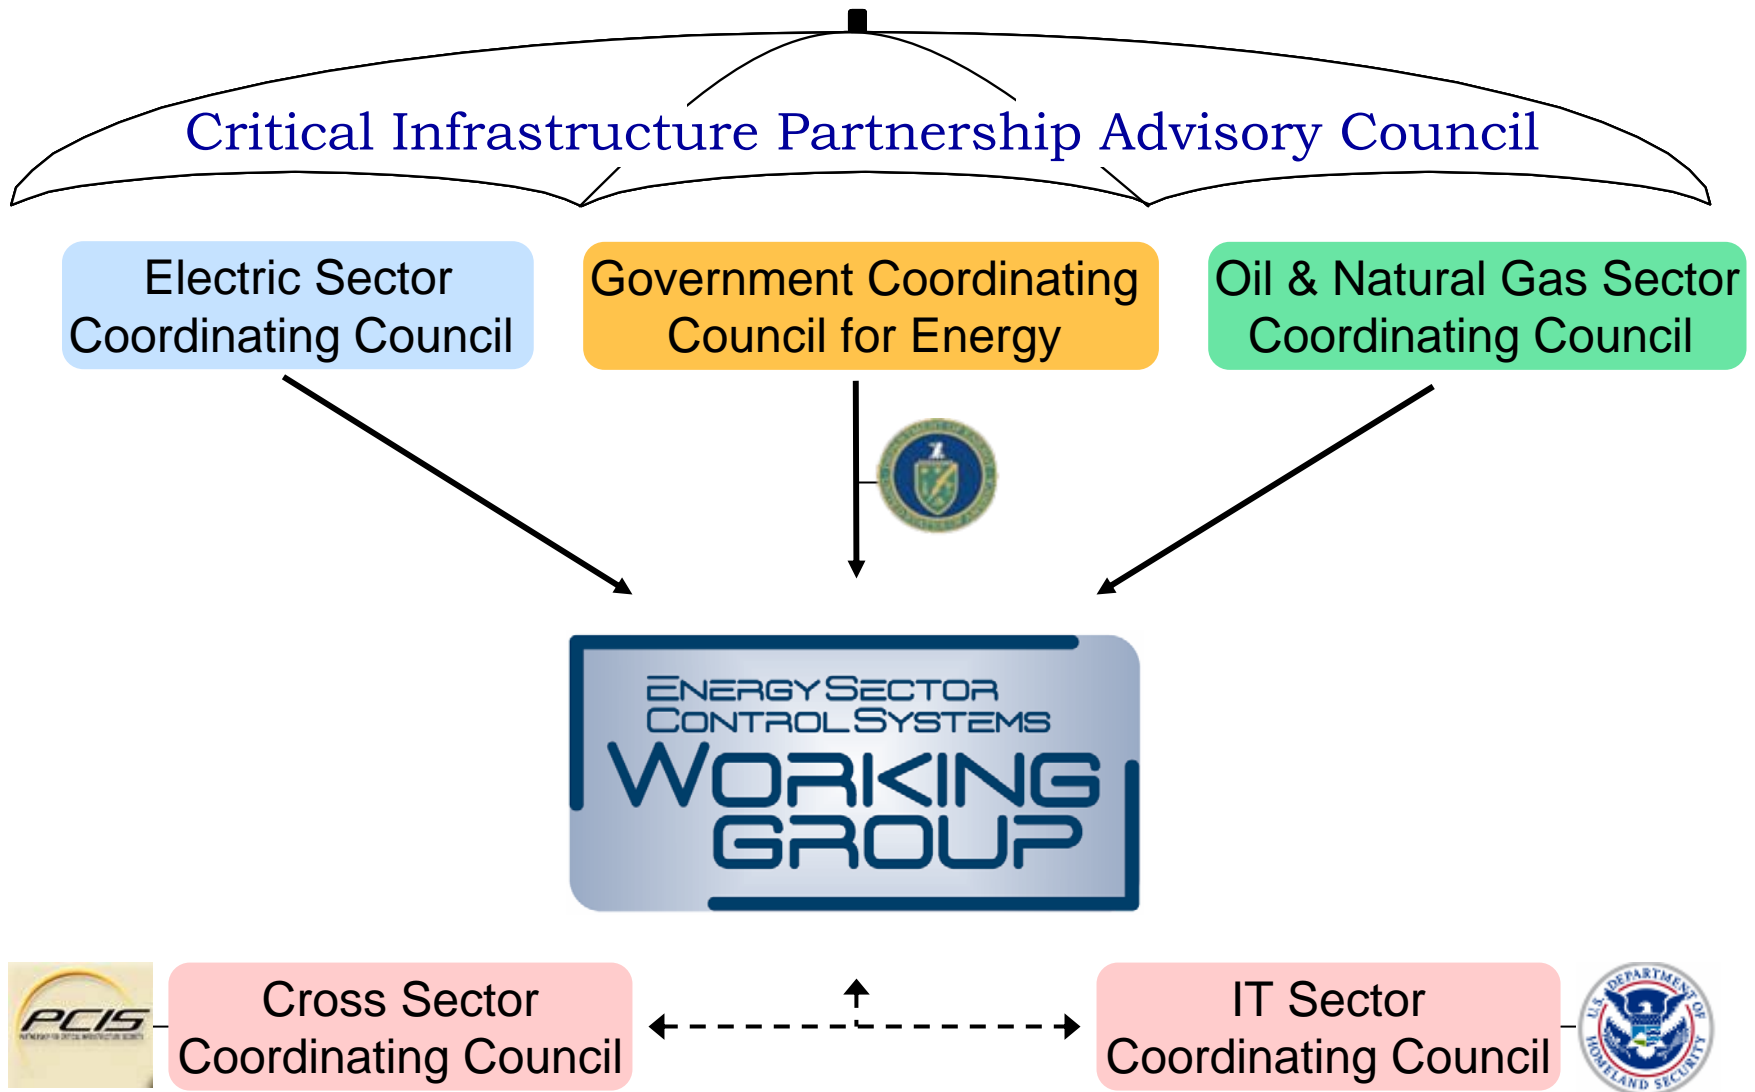 Critical Infrastructure Partnership Advisory Council
Electric Sector
Coordinating Council
Government Coordinating
Council for Energy
Oil & Natural Gas Sector
Coordinating Council
ENERGY SECTOR
CONTROL SYSTEMS
WORKING
GROUP
PCIS
Cross Sector
Coordinating Council
IT Sector
Coordinating Council
U.S. DEPARTMENT OF
HOMELAND SECURITY